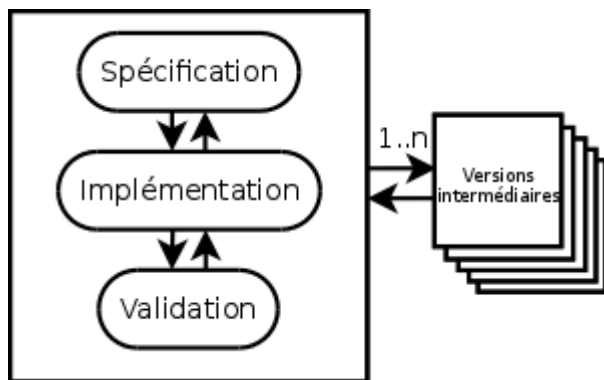 Spécification
1..n
Implémentation
Versions
intermédiaires
Validation